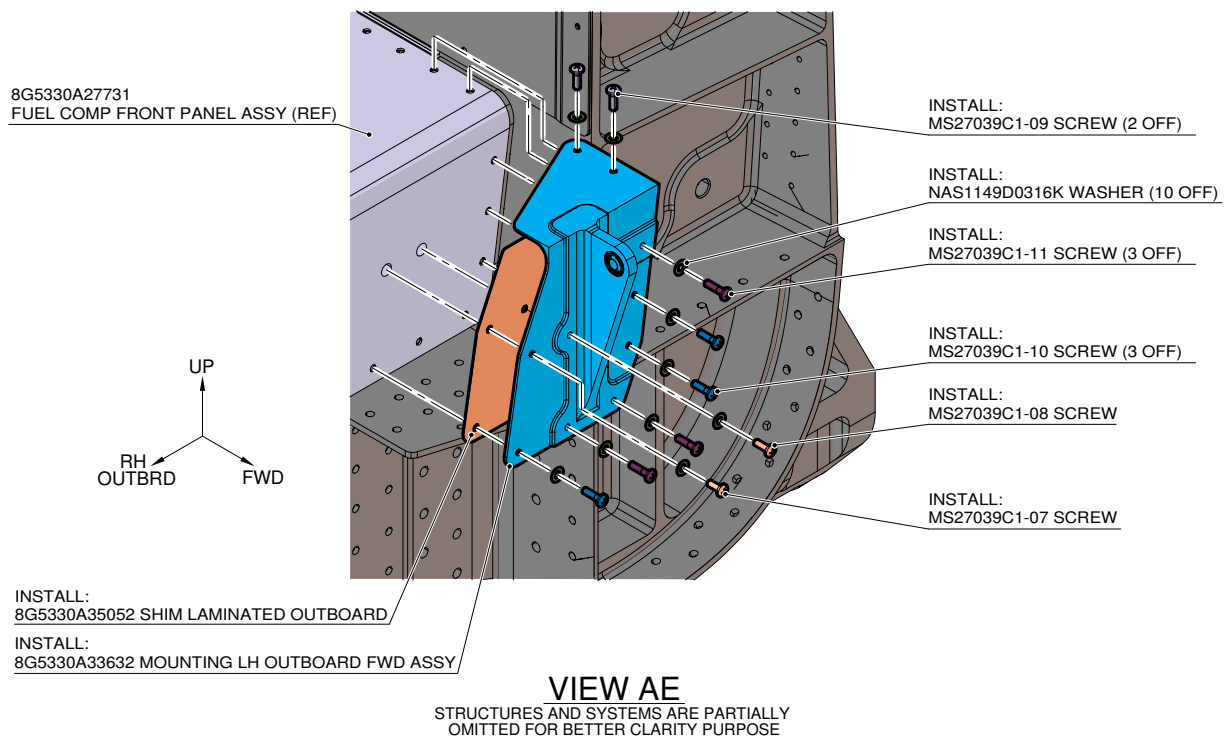 8G5330A27731
FUEL COMP FRONT PANEL ASSY (REF)
INSTALL:
MS27039C1-09 SCREW (2 OFF)
INSTALL:
NAS1149D0316K WASHER (10 OFF)
INSTALL:
MS27039C1-11 SCREW (3 OFF)
INSTALL:
MS27039C1-10 SCREW (3 OFF)
INSTALL:
MS27039C1-08 SCREW
INSTALL:
MS27039C1-07 SCREW
UP
RH
OUTBRD
FWD
INSTALL:
8G5330A35052 SHIM LAMINATED OUTBOARD
INSTALL:
8G5330A33632 MOUNTING LH OUTBOARD FWD ASSY
VIEW AE
STRUCTURES AND SYSTEMS ARE PARTIALLY
OMITTED FOR BETTER CLARITY PURPOSE